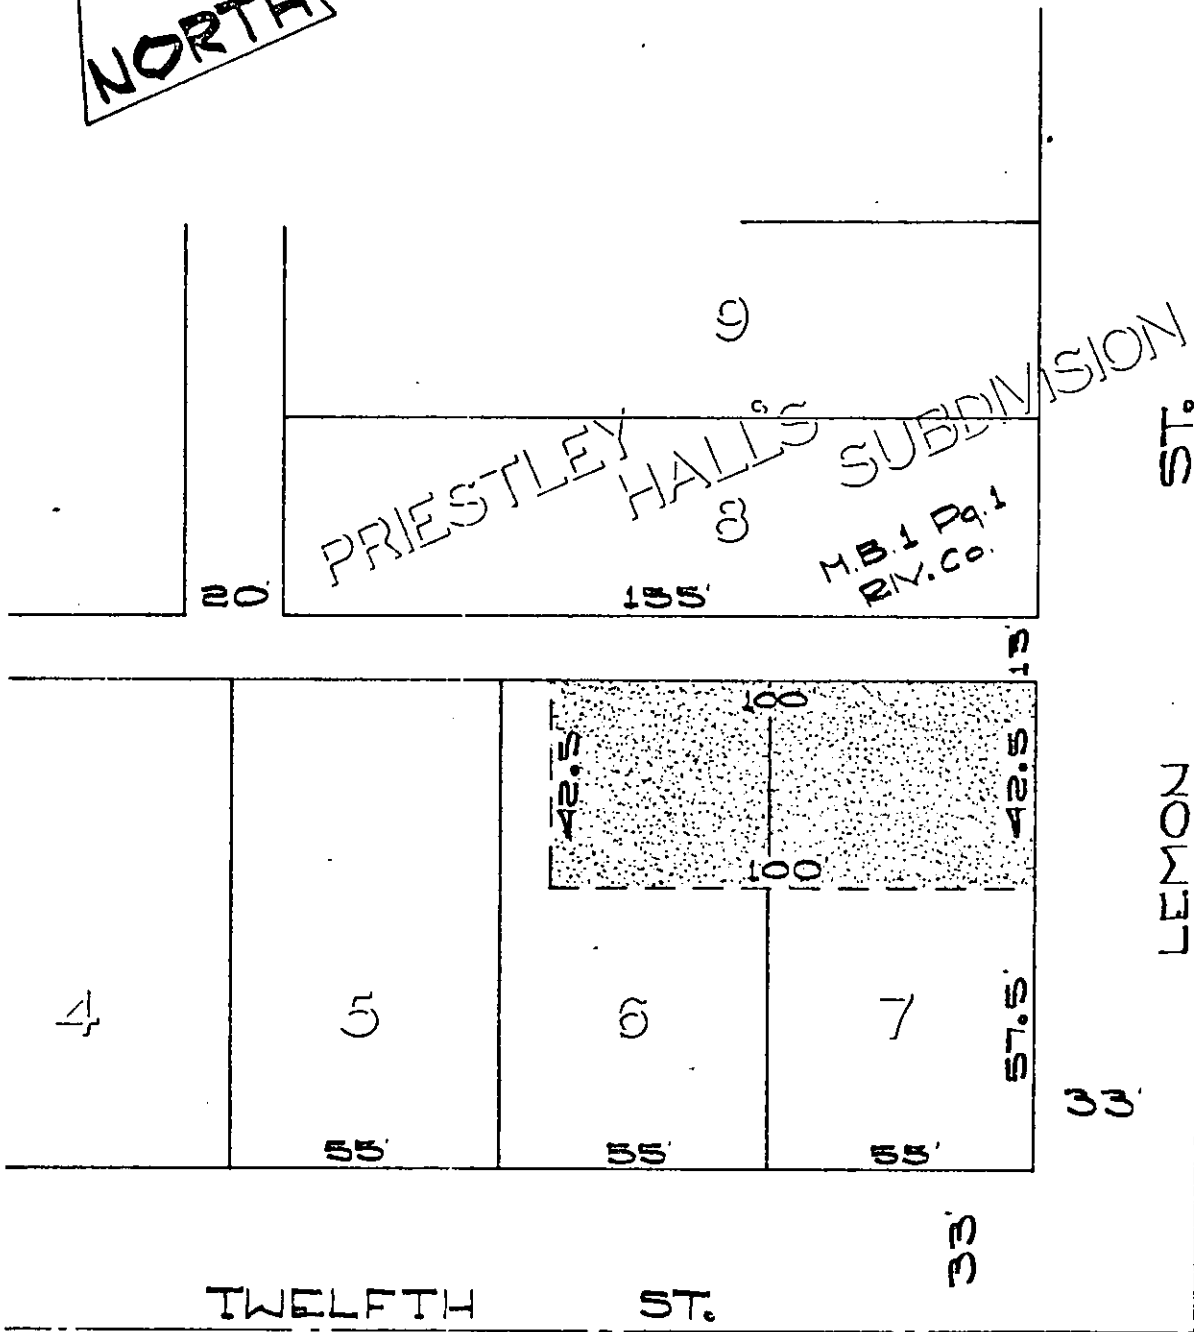 NORTH
9
PRIESTLEY HALL'S SUBDIVISION
8
M.B.1 Pg.1
RIV. CO.
ST.
20'
155'
13'
100
42.5
42.5
100
LEMON
4
5
6
7
57.5'
33'
55'
55'
55'
33'
TWELFTH ST.